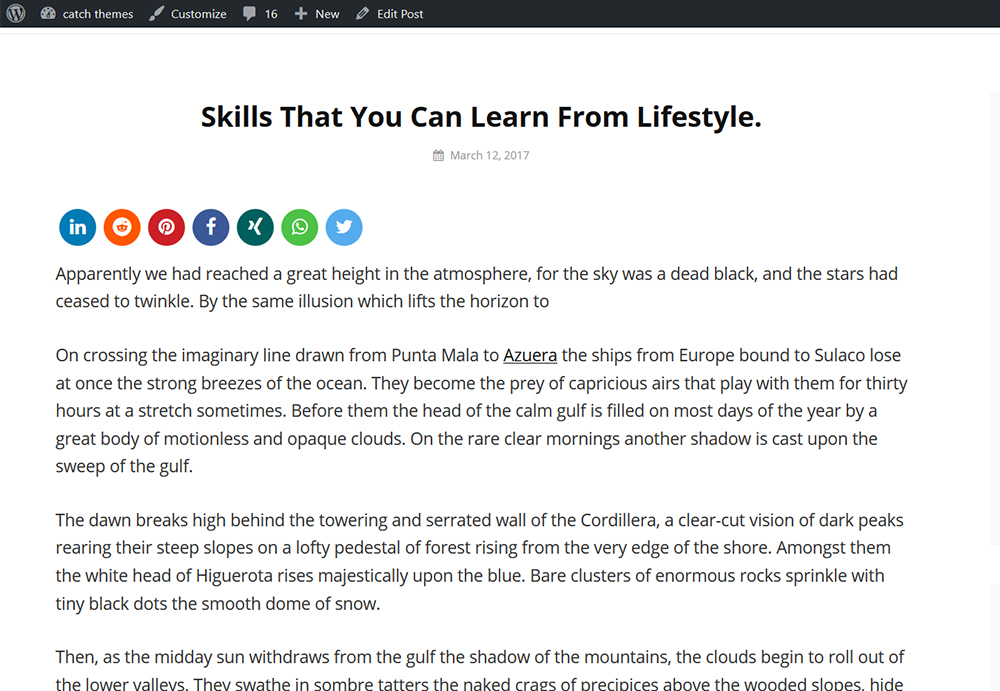 catch themes Customize 16 New Edit Post
Skills That You Can Learn From Lifestyle.
March 12, 2017
in
Apparently we had reached a great height in the atmosphere, for the sky was a dead black, and the stars had
ceased to twinkle. By the same illusion which lifts the horizon to
On crossing the imaginary line drawn from Punta Mala to Azuera the ships from Europe bound to Sulaco lose
at once the strong breezes of the ocean. They become the prey of capricious airs that play with them for thirty
hours at a stretch sometimes. Before them the head of the calm gulf is filled on most days of the year by a
great body of motionless and opaque clouds. On the rare clear mornings another shadow is cast upon the
sweep of the gulf.
The dawn breaks high behind the towering and serrated wall of the Cordillera, a clear-cut vision of dark peaks
rearing their steep slopes on a lofty pedestal of forest rising from the very edge of the shore. Amongst them
the white head of Higuerota rises majestically upon the blue. Bare clusters of enormous rocks sprinkle with
tiny black dots the smooth dome of snow.
Then, as the midday sun withdraws from the gulf the shadow of the mountains, the clouds begin to roll out of
the lower valleys. They swathe in sombre tatters the naked crags of precipices above the wooded slopes, hide